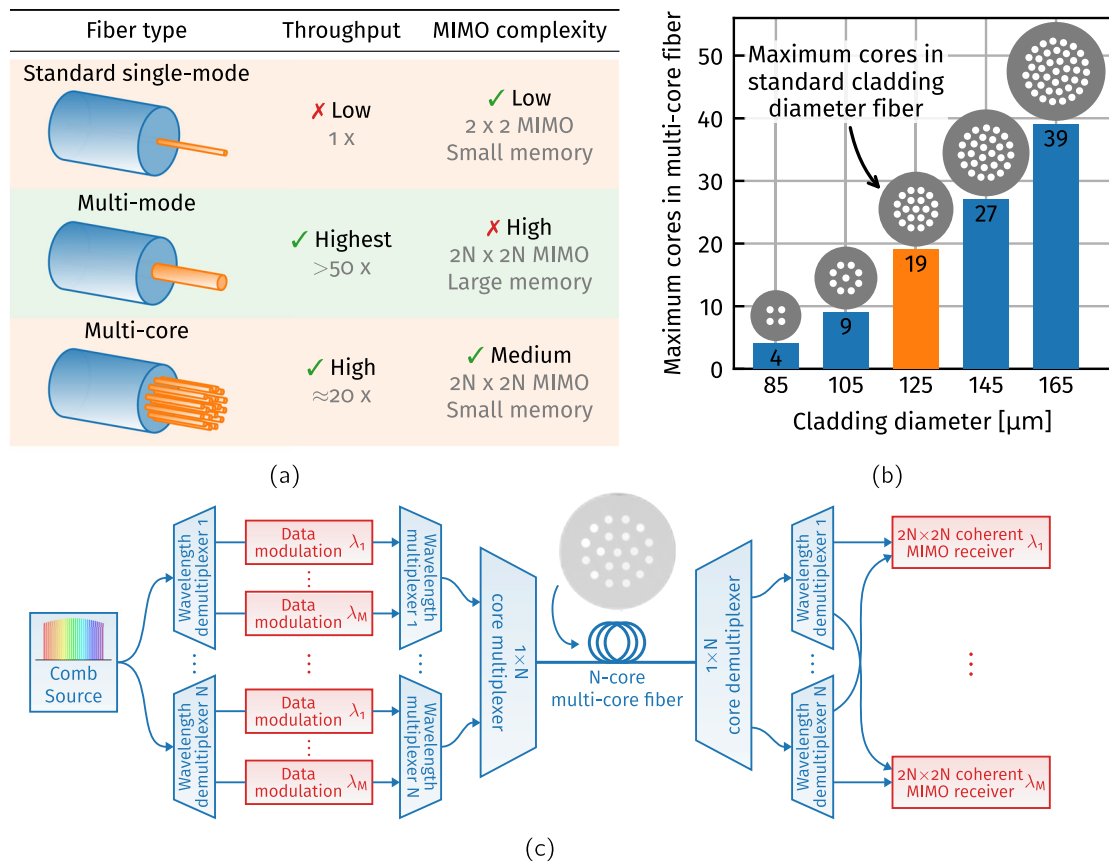 Fiber type Throughput MIMO complexity
Standard single-mode
✗ Low ✓ Low
1 x 2 x 2 MIMO
Small memory
Multi-mode
✓ Highest ✗ High
>50 x 2N x 2N MIMO
Large memory
Multi-core
✓ High ✓ Medium
≈20 x 2N x 2N MIMO
Small memory
(a)
Maximum cores in multi-core fiber
50
40
30
20
10
0
Maximum cores in
standard cladding
diameter fiber
4
9
19
27
39
85 105 125 145 165
Cladding diameter [μm]
(b)
Comb
Source
Wavelength
demultiplexer 1
Wavelength
demultiplexer N
Data
modulation λ1
Data
modulation λM
Data
modulation λ1
Data
modulation λM
Wavelength
multiplexer 1
Wavelength
multiplexer N
1×N
core multiplexer
N-core
multi-core fiber
1×N
core demultiplexer
Wavelength
demultiplexer 1
Wavelength
demultiplexer N
2N×2N coherent
MIMO receiver λ1
2N×2N coherent
MIMO receiver λM
(c)